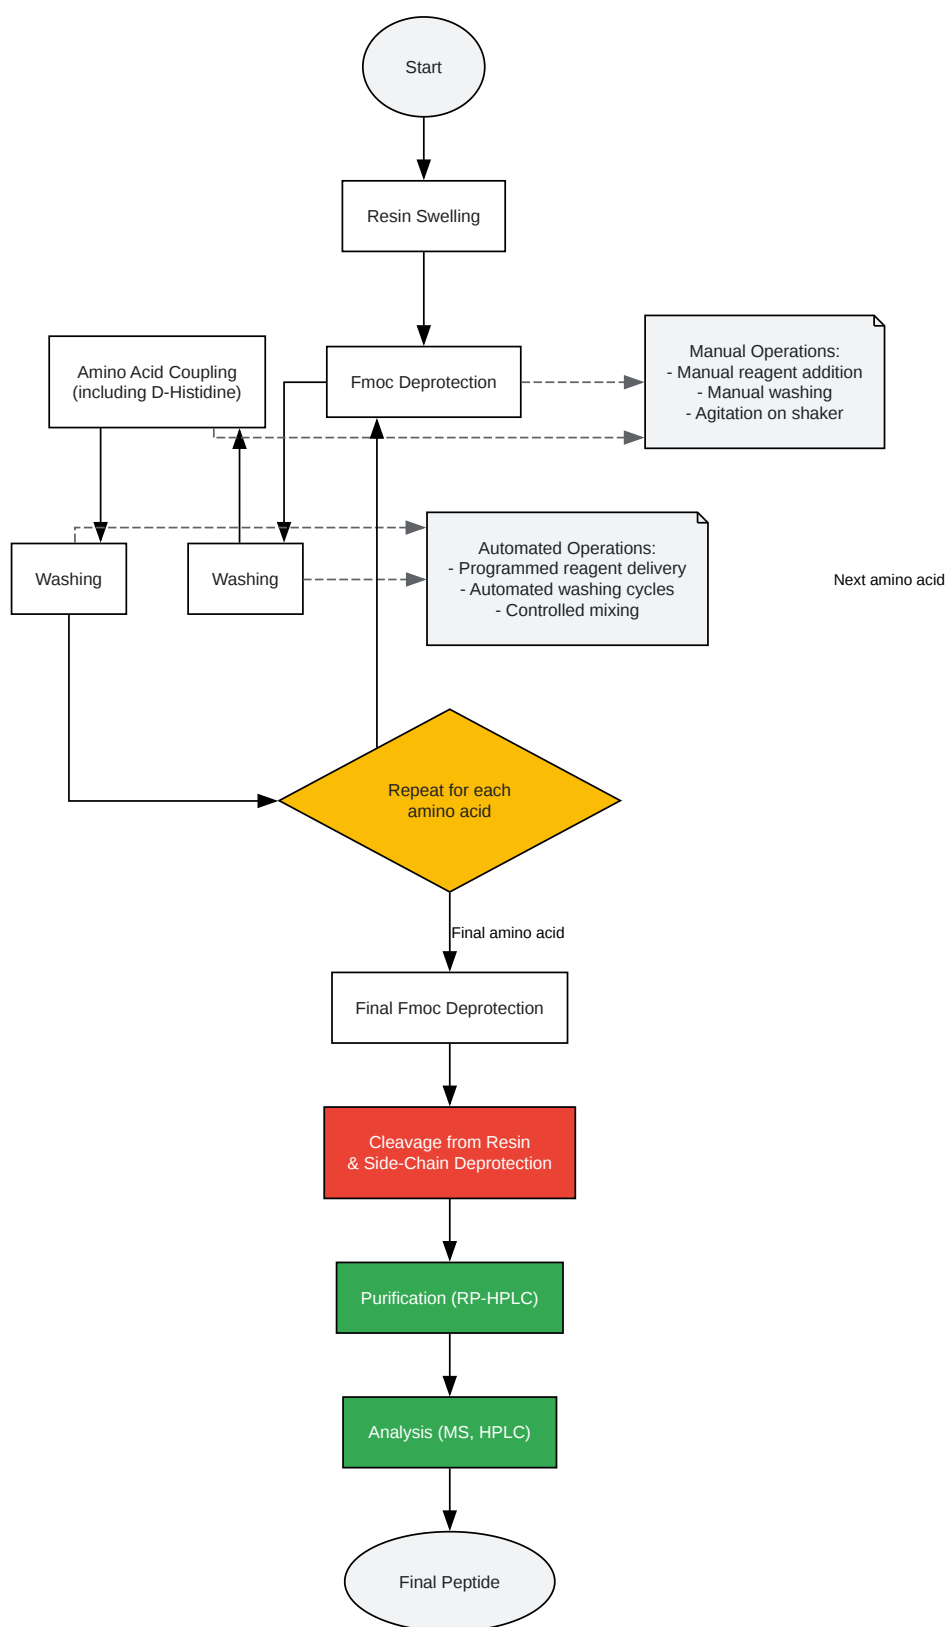 Start
Resin Swelling
Amino Acid Coupling
(including D-Histidine)
Fmoc Deprotection
Manual Operations:
- Manual reagent addition
- Manual washing
- Agitation on shaker
Washing
Washing
Automated Operations:
- Programmed reagent delivery
- Automated washing cycles
- Controlled mixing
Next amino acid
Repeat for each
amino acid
Final amino acid
Final Fmoc Deprotection
Cleavage from Resin
& Side-Chain Deprotection
Purification (RP-HPLC)
Analysis (MS, HPLC)
Final Peptide